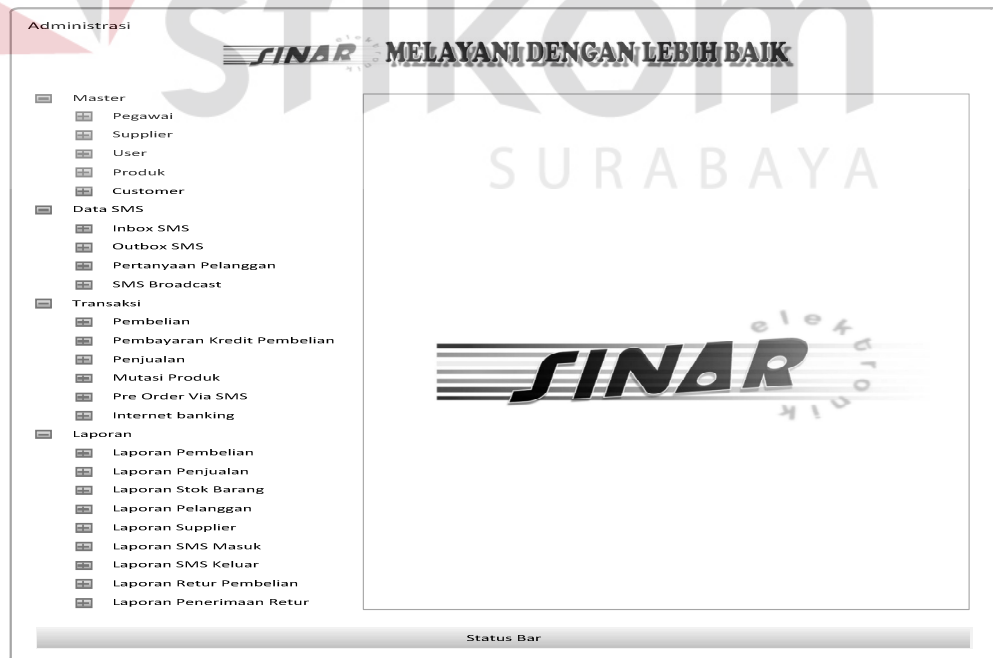 STIKOM
SURABAYA
Administrasi
SINAR elektronik MELAYANI DENGAN LEBIH BAIK
Master
Pegawai
Supplier
User
Produk
Customer
Data SMS
Inbox SMS
Outbox SMS
Pertanyaan Pelanggan
SMS Broadcast
Transaksi
Pembelian
Pembayaran Kredit Pembelian
Penjualan
Mutasi Produk
Pre Order Via SMS
Internet banking
Laporan
Laporan Pembelian
Laporan Penjualan
Laporan Stok Barang
Laporan Pelanggan
Laporan Supplier
Laporan SMS Masuk
Laporan SMS Keluar
Laporan Retur Pembelian
Laporan Penerimaan Retur
SINAR elektronik
Status Bar